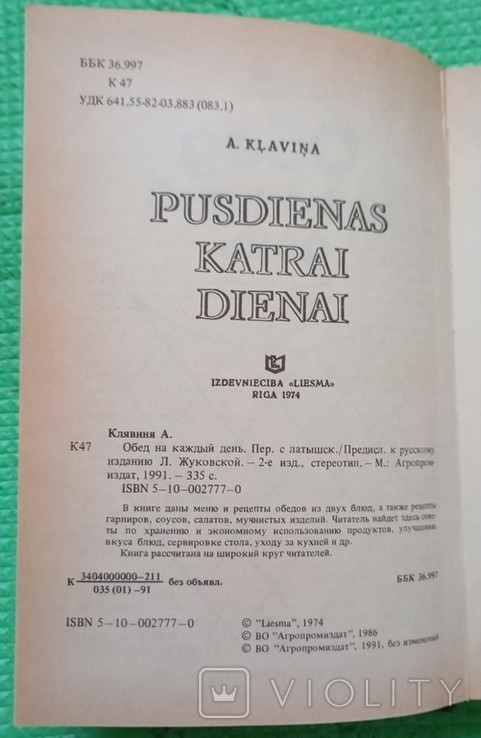 ББК 36.997
К 47
УДК 641.55-82-03.883 (083.1)
A. KĻAVIŅA
PUSDIENAS
KATRAI
DIENAI
IZDEVNIECĪBA «LIESMA»
RIGA 1974
Клявиня А.
К47 Обед на каждый день. Пер. с латышск./Предисл. к русскому
изданию Л. Жуковской. – 2-е изд., стереотип. – М.: Агропром-
издат, 1991. – 335 с.
ISBN 5–10–002777–0
В книге даны меню и рецепты обедов из двух блюд, а также рецепты
гарниров, соусов, салатов, мучнистых изделий. Читатель найдет здесь сове-
ты по хранению и экономному использованию продуктов, улучшению
вкуса блюд, сервировке стола, уходу за кухней и др.
Книга рассчитана на широкий круг читателей.
К 3404000000–211 без объявл.
035 (01) –91
ББК 36.997
ISBN 5–10–002777–0
© "Liesma", 1974
© ВО "Агропромиздат", 1986
© ВО "Агропромиздат", 1991, без изменений
VIOLITY